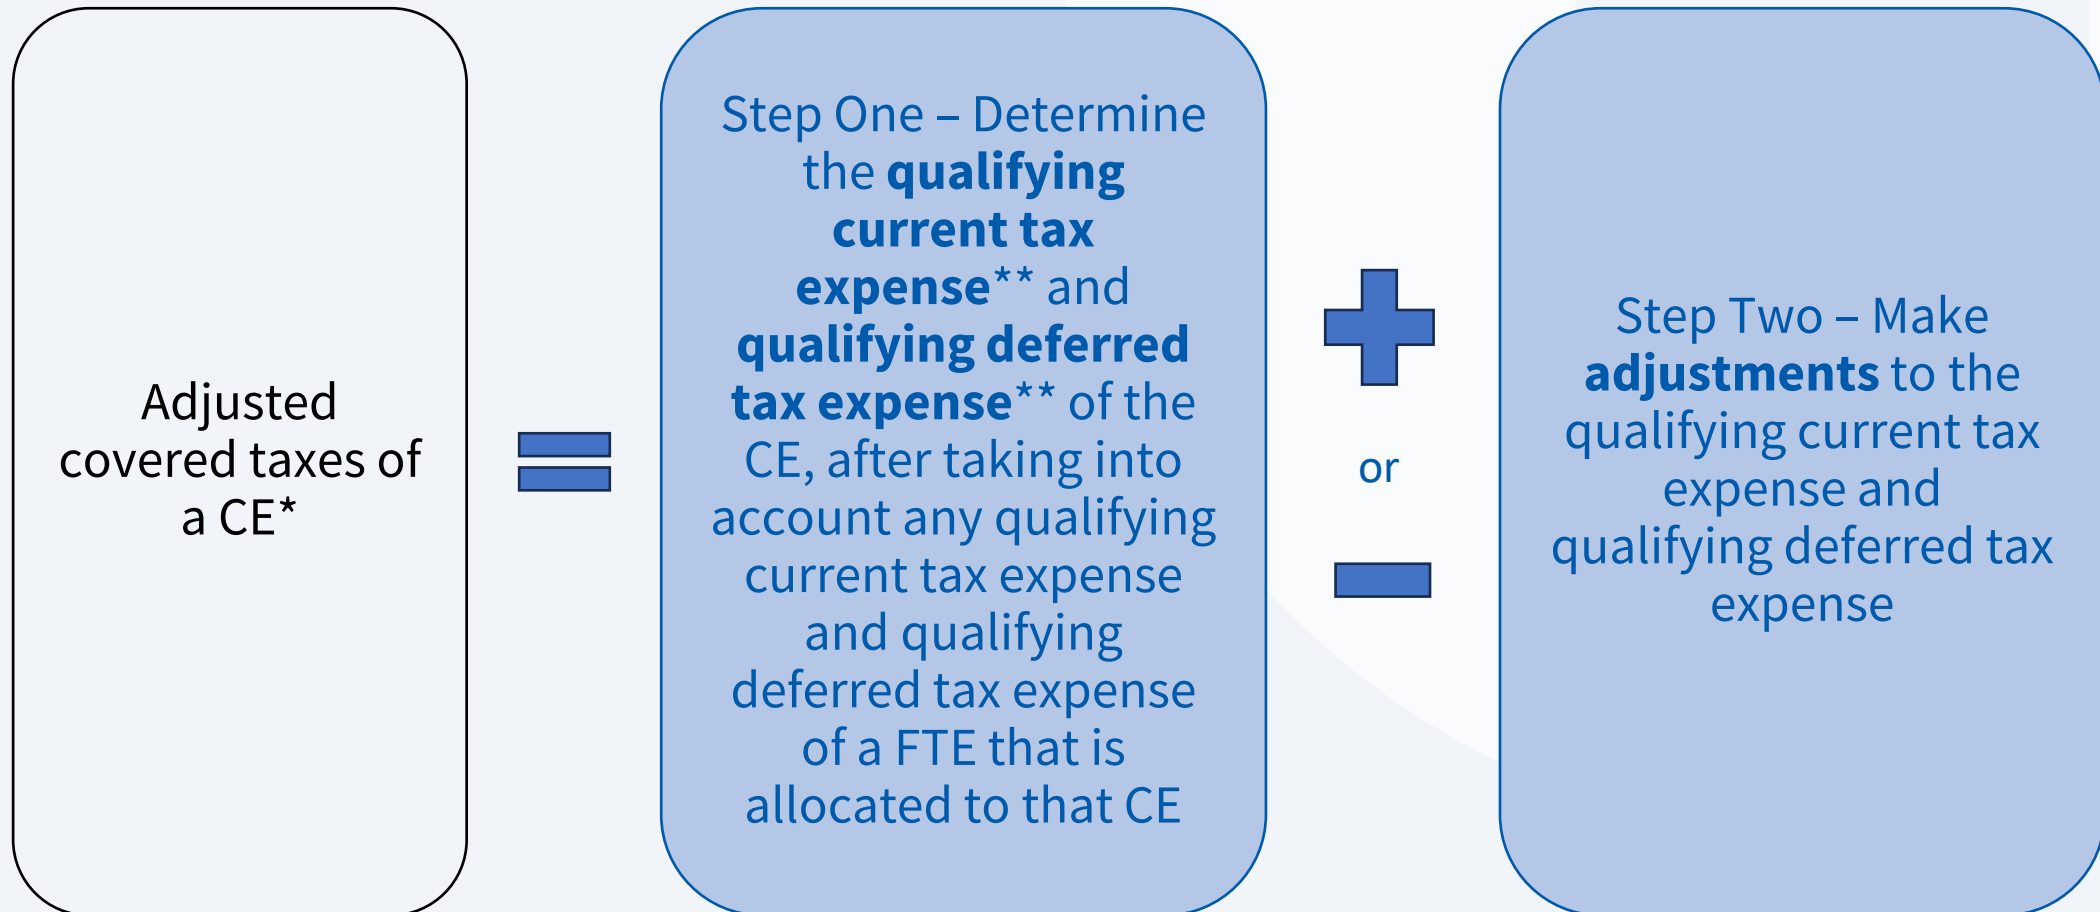 Adjusted
covered taxes of
a CE*
Step One – Determine
the qualifying
current tax
expense** and
qualifying deferred
tax expense** of the
CE, after taking into
account any qualifying
current tax expense
and qualifying
deferred tax expense
of a FTE that is
allocated to that CE
or
Step Two – Make
adjustments to the
qualifying current tax
expense and
qualifying deferred tax
expense